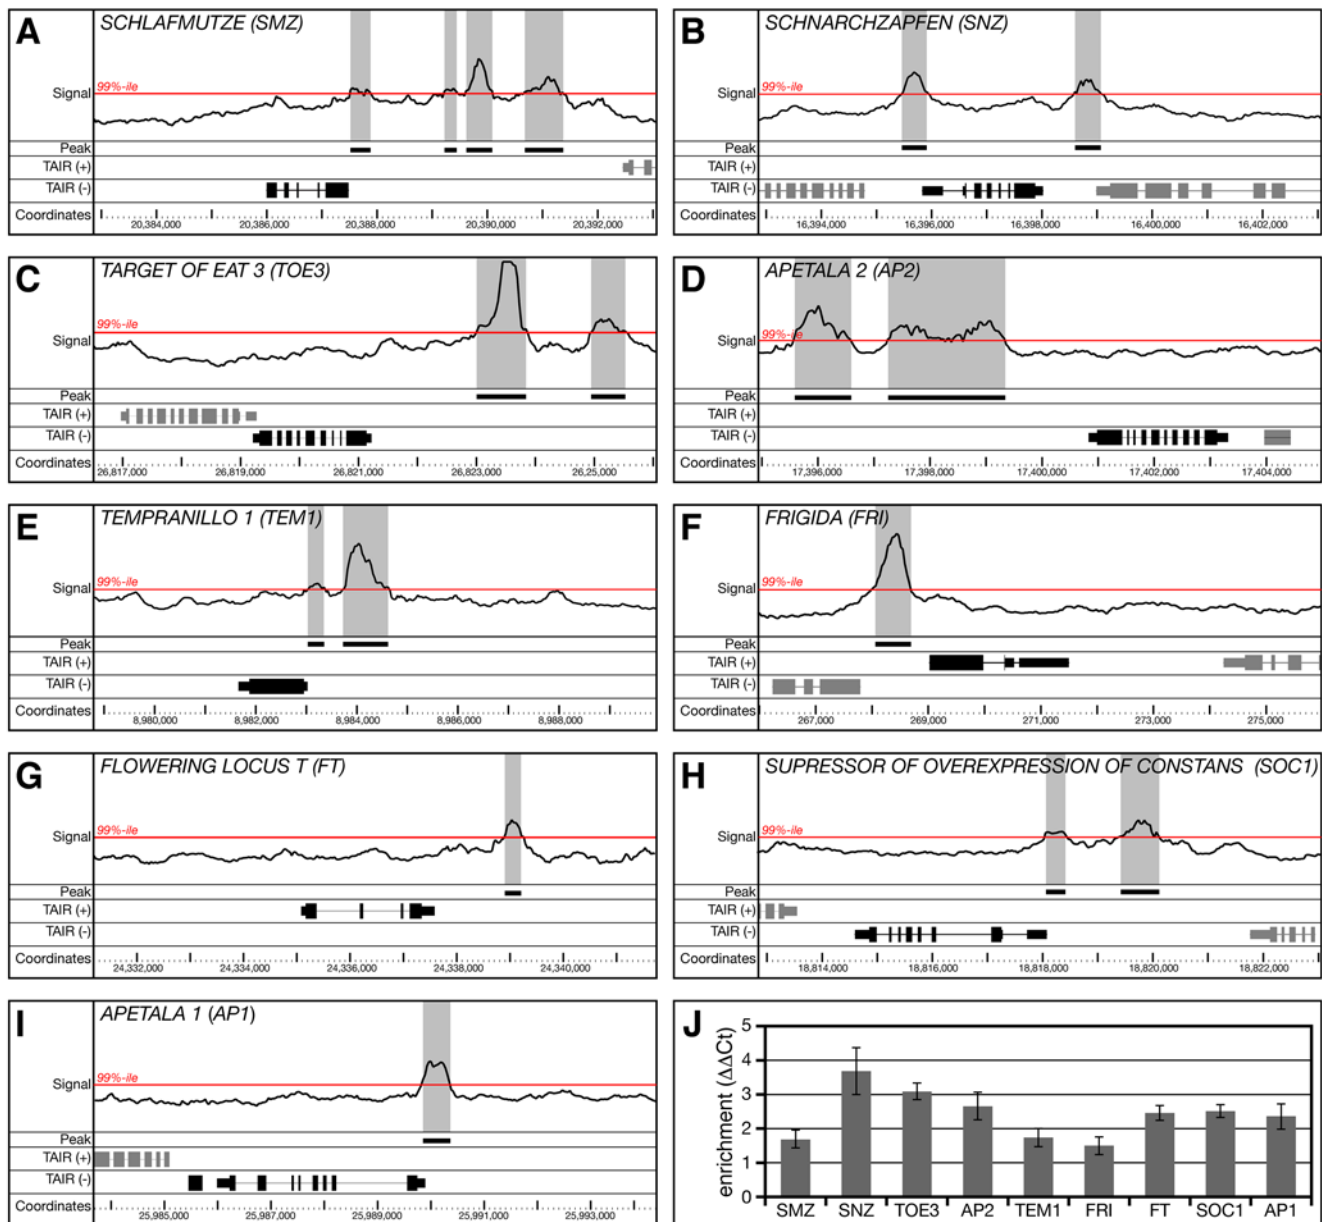 A
SCHLAFMUTZE (SMZ)
99%-ile
Signal
Peak
TAIR (+)
TAIR (-)
Coordinates
20,384,000 20,386,000 20,388,000 20,390,000 20,392,000
B
SCHNARCHZAPFEN (SNZ)
99%-ile
Signal
Peak
TAIR (+)
TAIR (-)
Coordinates
16,394,000 16,396,000 16,398,000 16,400,000 16,402,000
C
TARGET OF EAT 3 (TOE3)
99%-ile
Signal
Peak
TAIR (+)
TAIR (-)
Coordinates
26,817,000 26,819,000 26,821,000 26,823,000 26,25,000
D
APETALA 2 (AP2)
99%-ile
Signal
Peak
TAIR (+)
TAIR (-)
Coordinates
17,396,000 17,398,000 17,400,000 17,402,000 17,404,000
E
TEMPRANILLO 1 (TEM1)
99%-ile
Signal
Peak
TAIR (+)
TAIR (-)
Coordinates
8,980,000 8,982,000 8,984,000 8,986,000 8,988,000
F
FRIGIDA (FRI)
99%-ile
Signal
Peak
TAIR (+)
TAIR (-)
Coordinates
267,000 269,000 271,000 273,000 275,000
G
FLOWERING LOCUS T (FT)
99%-ile
Signal
Peak
TAIR (+)
TAIR (-)
Coordinates
24,332,000 24,334,000 24,336,000 24,338,000 24,340,000
H
SUPRESSOR OF OVEREXPRESSION OF CONSTANS (SOC1)
99%-ile
Signal
Peak
TAIR (+)
TAIR (-)
Coordinates
18,814,000 18,816,000 18,818,000 18,820,000 18,822,000
I
APETALA 1 (AP1)
99%-ile
Signal
Peak
TAIR (+)
TAIR (-)
Coordinates
25,985,000 25,987,000 25,989,000 25,991,000 25,993,000
J
enrichment (ΔΔCt)
5
4
3
2
1
0
SMZ SNZ TOE3 AP2 TEM1 FRI FT SOC1 AP1